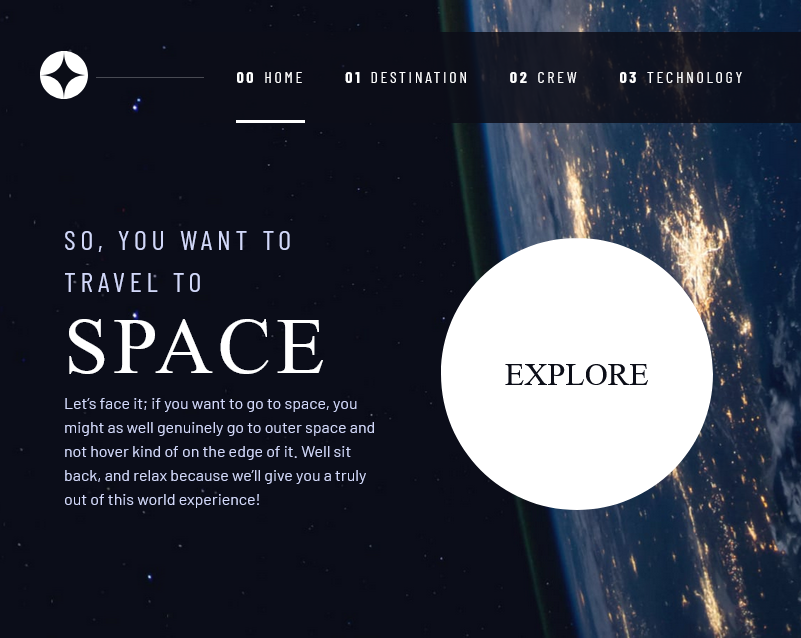 00 HOME 01 DESTINATION 02 CREW 03 TECHNOLOGY
SO, YOU WANT TO
TRAVEL TO
SPACE
Let’s face it; if you want to go to space, you
might as well genuinely go to outer space and
not hover kind of on the edge of it. Well sit
back, and relax because we’ll give you a truly
out of this world experience!
EXPLORE